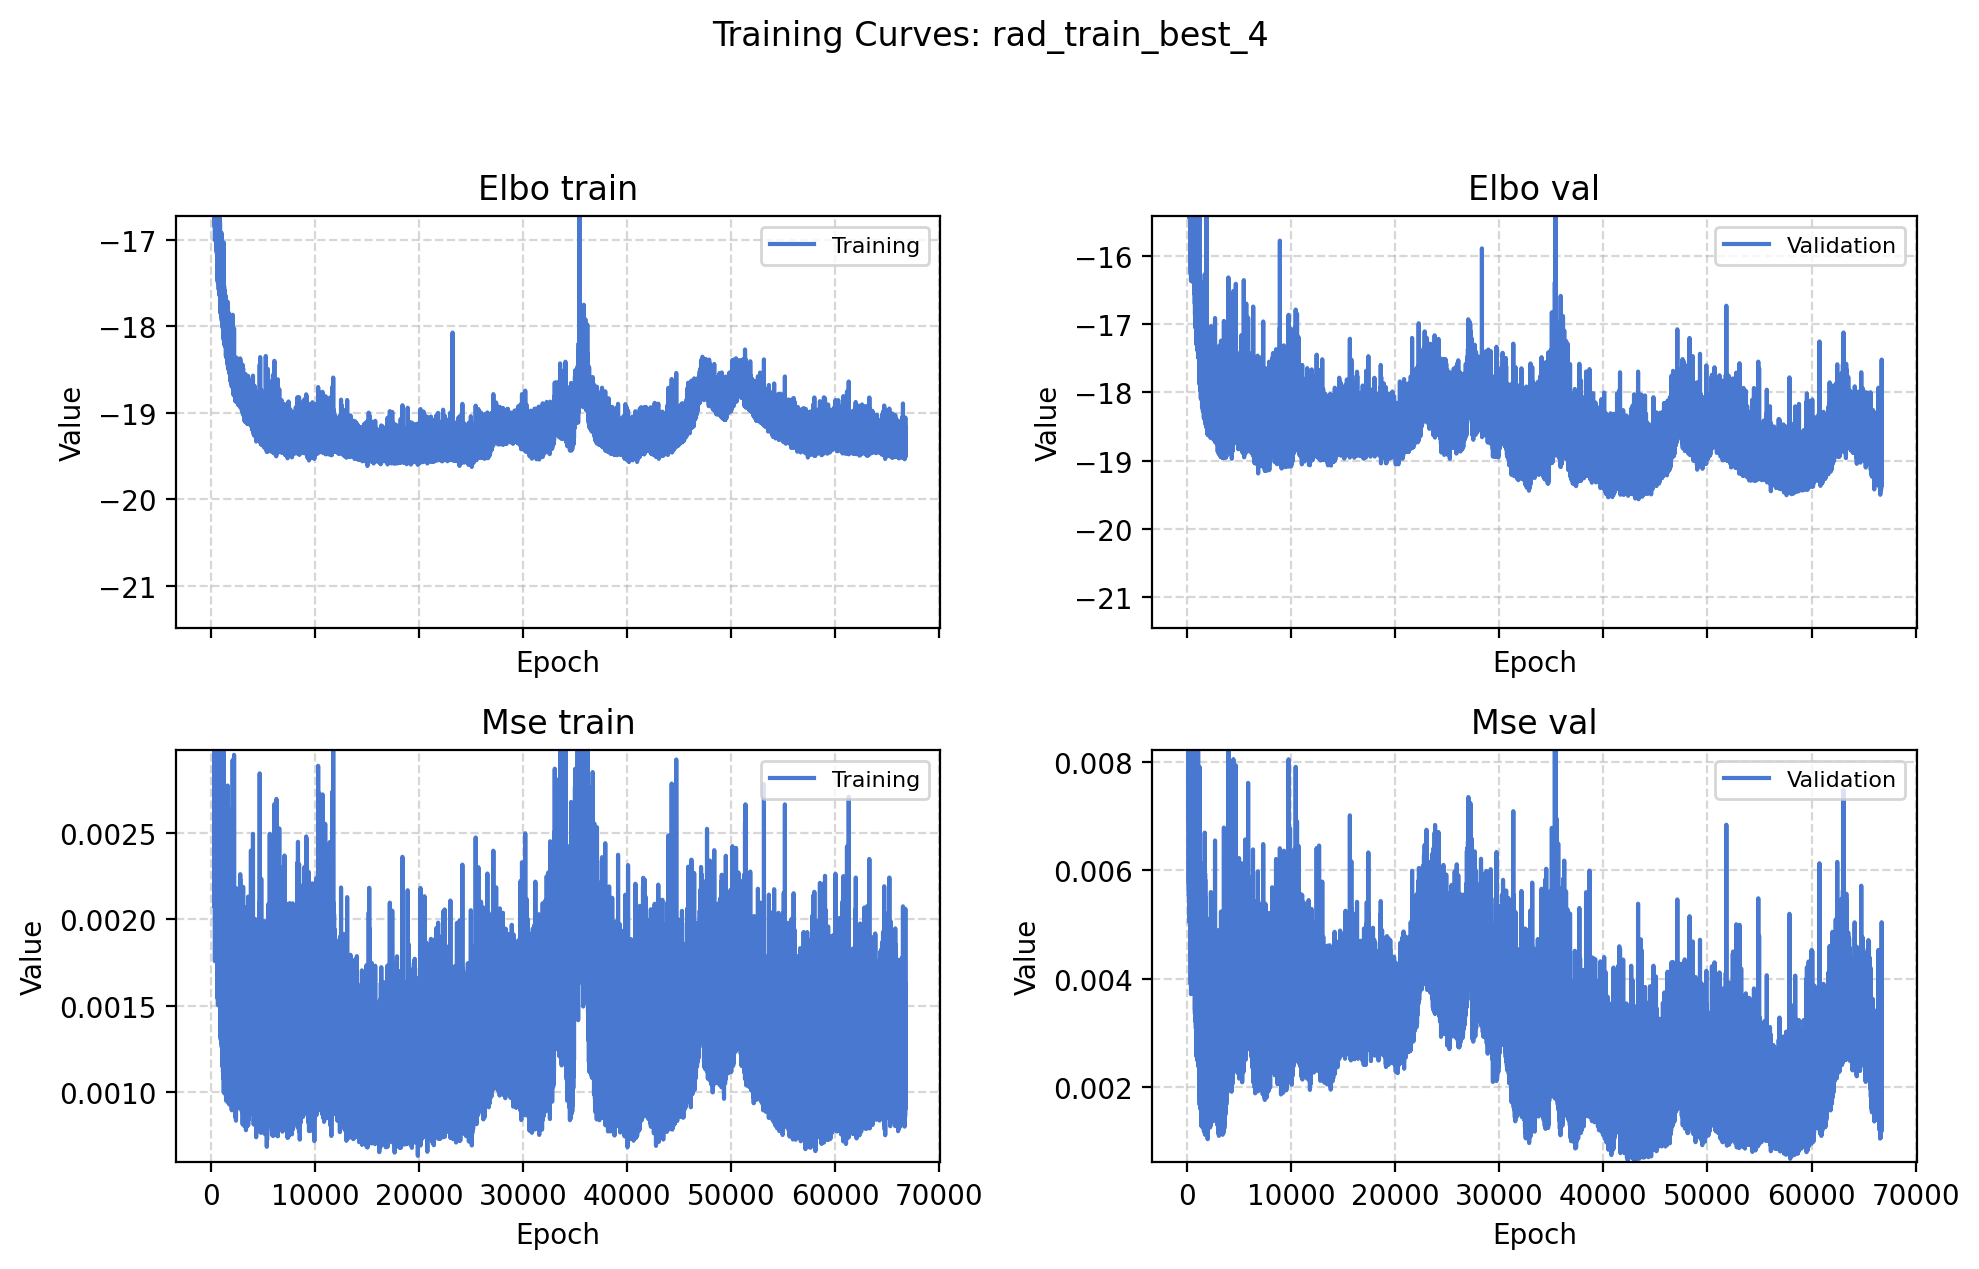 Training Curves: rad_train_best_4
Elbo train
Elbo val
Training
Validation
−17
−18
−19
−20
−21
Value
Epoch
−16
−17
−18
−19
−20
−21
Value
Epoch
Mse train
Mse val
Training
Validation
0.0025
0.0020
0.0015
0.0010
Value
0 10000 20000 30000 40000 50000 60000 70000
Epoch
0.008
0.006
0.004
0.002
Value
0 10000 20000 30000 40000 50000 60000 70000
Epoch